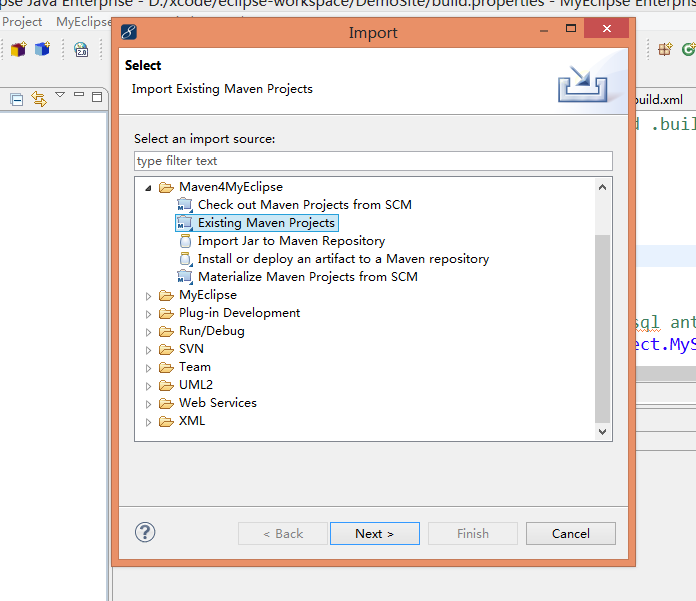 pse Java Enterprise - D:/xcode/eclipse-workspace/DemoSite/build.properties - MyEclipse Enterprise
Project MyEclipse
Import
2.0
Select
Import Existing Maven Projects
build.xml
Select an import source:
d .buil
type filter text
Maven4MyEclipse
Check out Maven Projects from SCM
Existing Maven Projects
Import Jar to Maven Repository
Install or deploy an artifact to a Maven repository
Materialize Maven Projects from SCM
MyEclipse
Plug-in Development
sql ant
Run/Debug
ect.MyS
SVN
Team
UML2
Web Services
XML
?
< Back
Next >
Finish
Cancel